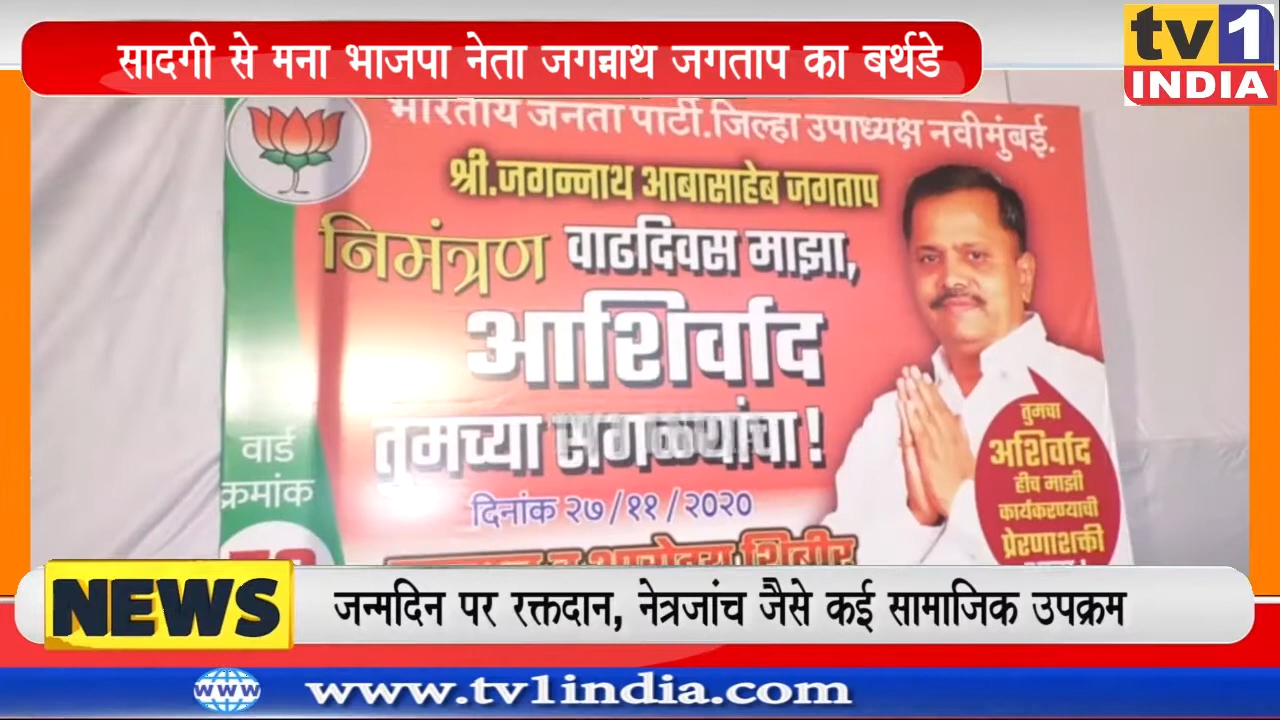 सादगी से मना भाजपा नेता जगन्नाथ जगताप का बर्थडे
tv1
INDIA
भारतीय जनता पार्टी.जिल्हा उपाध्यक्ष नवीमुंबई.
श्री.जगन्नाथ आबासाहेब जगताप
निमंत्रण वाढदिवस माझा,
आशिर्वाद
तुमच्या सगळ्यांचा!
दिनांक २७/११/२०२०
शिबीर
वार्ड
क्रमांक
तुमचा
अशिर्वाद
हीच माझी
कार्यकरण्याची
प्रेरणाशक्ती
NEWS
जन्मदिन पर रक्तदान, नेत्रजांच जैसे कई सामाजिक उपक्रम
www
www.tv1india.com